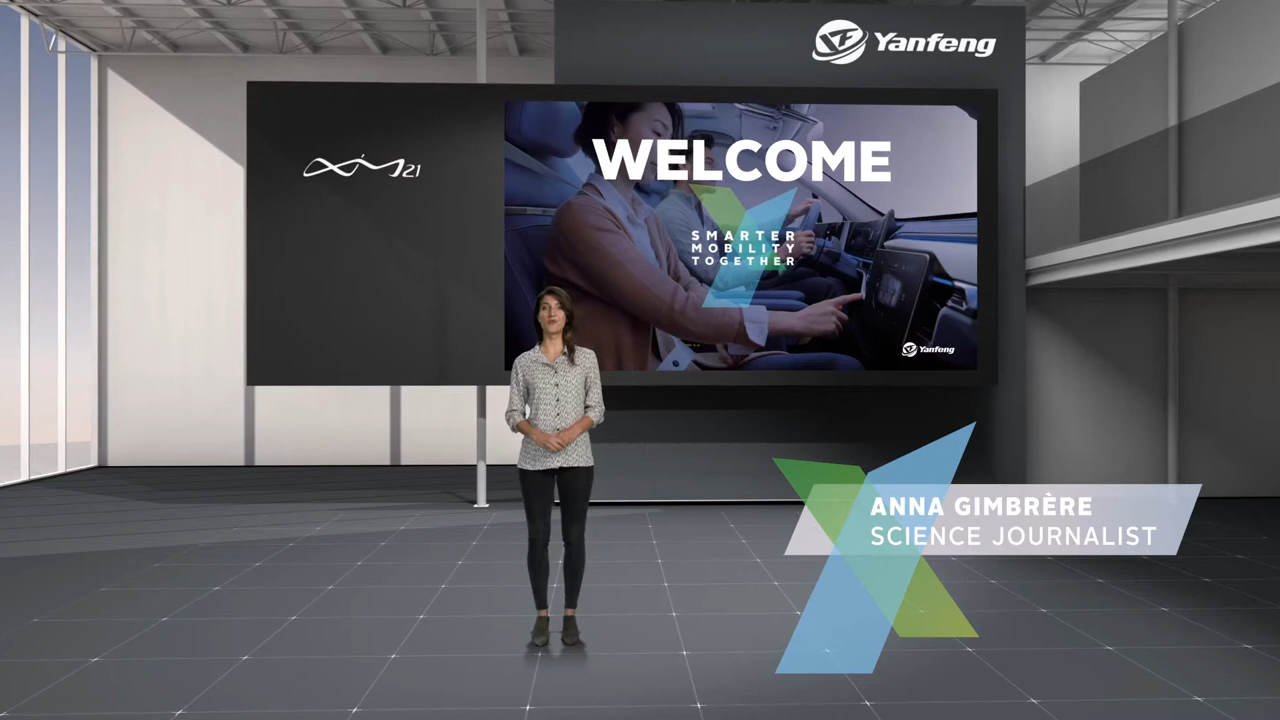 Yanfeng
XiM21
WELCOME
SMARTER
MOBILITY
TOGETHER
Yanfeng
ANNA GIMBRÈRE
SCIENCE JOURNALIST